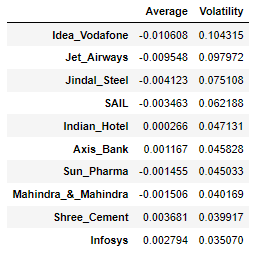 Average Volatility
Idea_Vodafone -0.010608 0.104315
Jet_Airways -0.009548 0.097972
Jindal_Steel -0.004123 0.075108
SAIL -0.003463 0.062188
Indian_Hotel 0.000266 0.047131
Axis_Bank 0.001167 0.045828
Sun_Pharma -0.001455 0.045033
Mahindra_&_Mahindra -0.001506 0.040169
Shree_Cement 0.003681 0.039917
Infosys 0.002794 0.035070